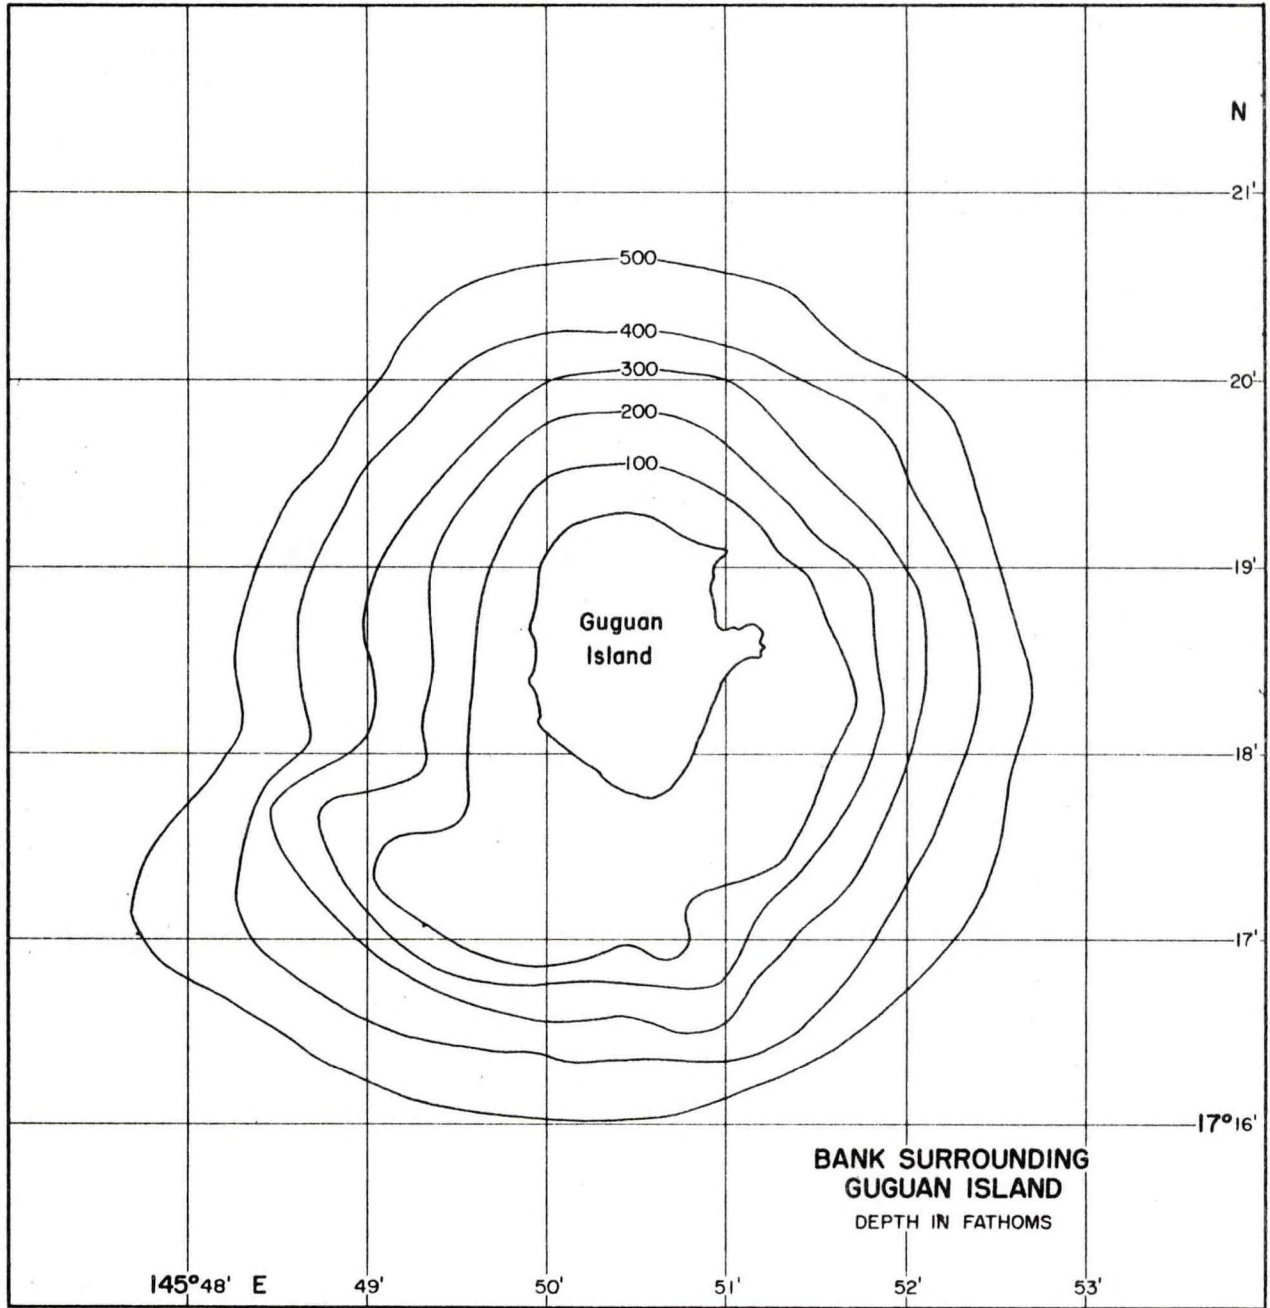 N
21'
500
400
300
20'
200
100
19'
Guguan
Island
18'
17'
17°16'
BANK SURROUNDING
GUGUAN ISLAND
DEPTH IN FATHOMS
145°48' E 49' 50' 51' 52' 53'